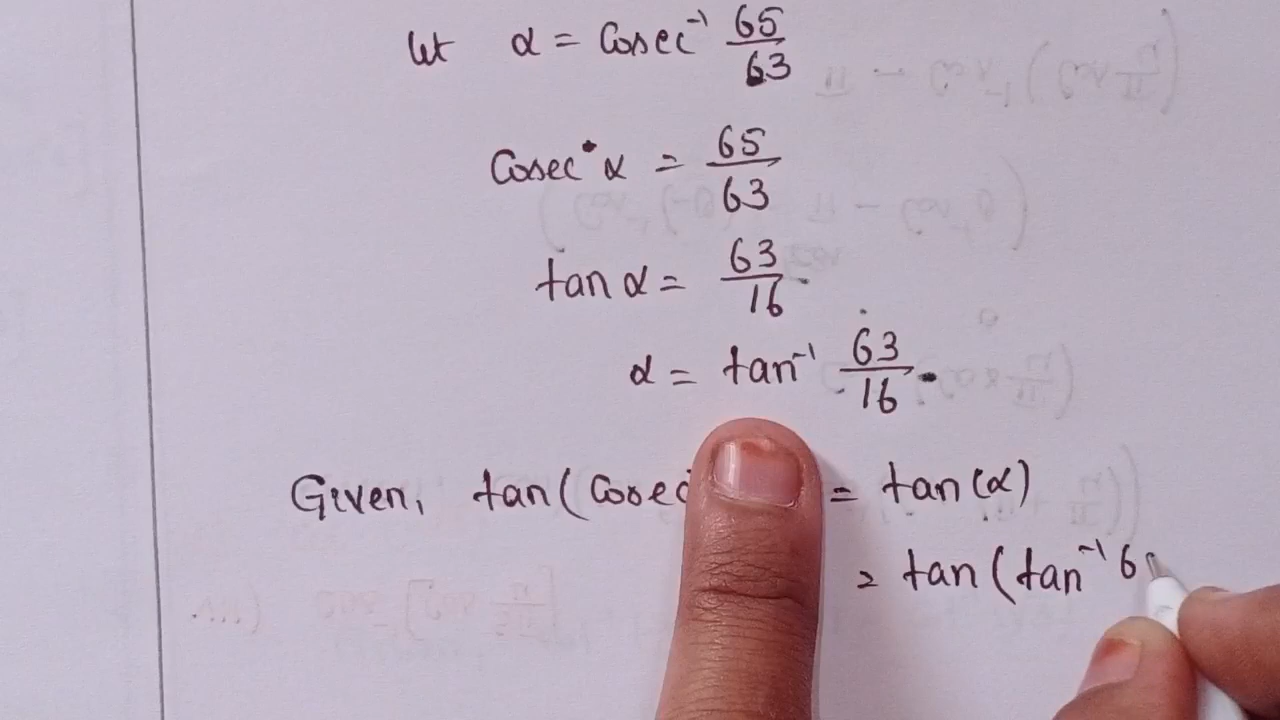 let α = Cosec⁻¹ 65/63
Cosec α = 65/63
tan α = 63/16
α = tan⁻¹ 63/16
Given, tan(Cosec = tan(α)
= tan(tan⁻¹ 6